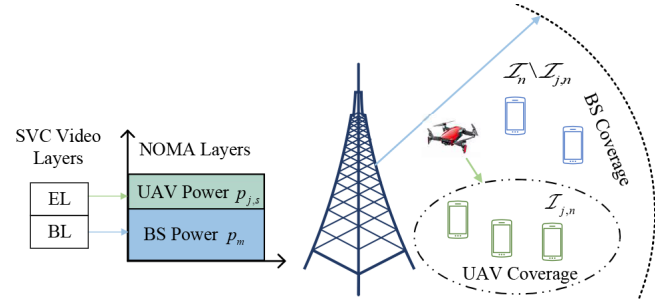 SVC Video
Layers
EL
BL
NOMA Layers
UAV Power p_{j,s}
BS Power p_m
\mathcal{I}_n \setminus \mathcal{I}_{j,n}
BS Coverage
\mathcal{I}_{j,n}
UAV Coverage